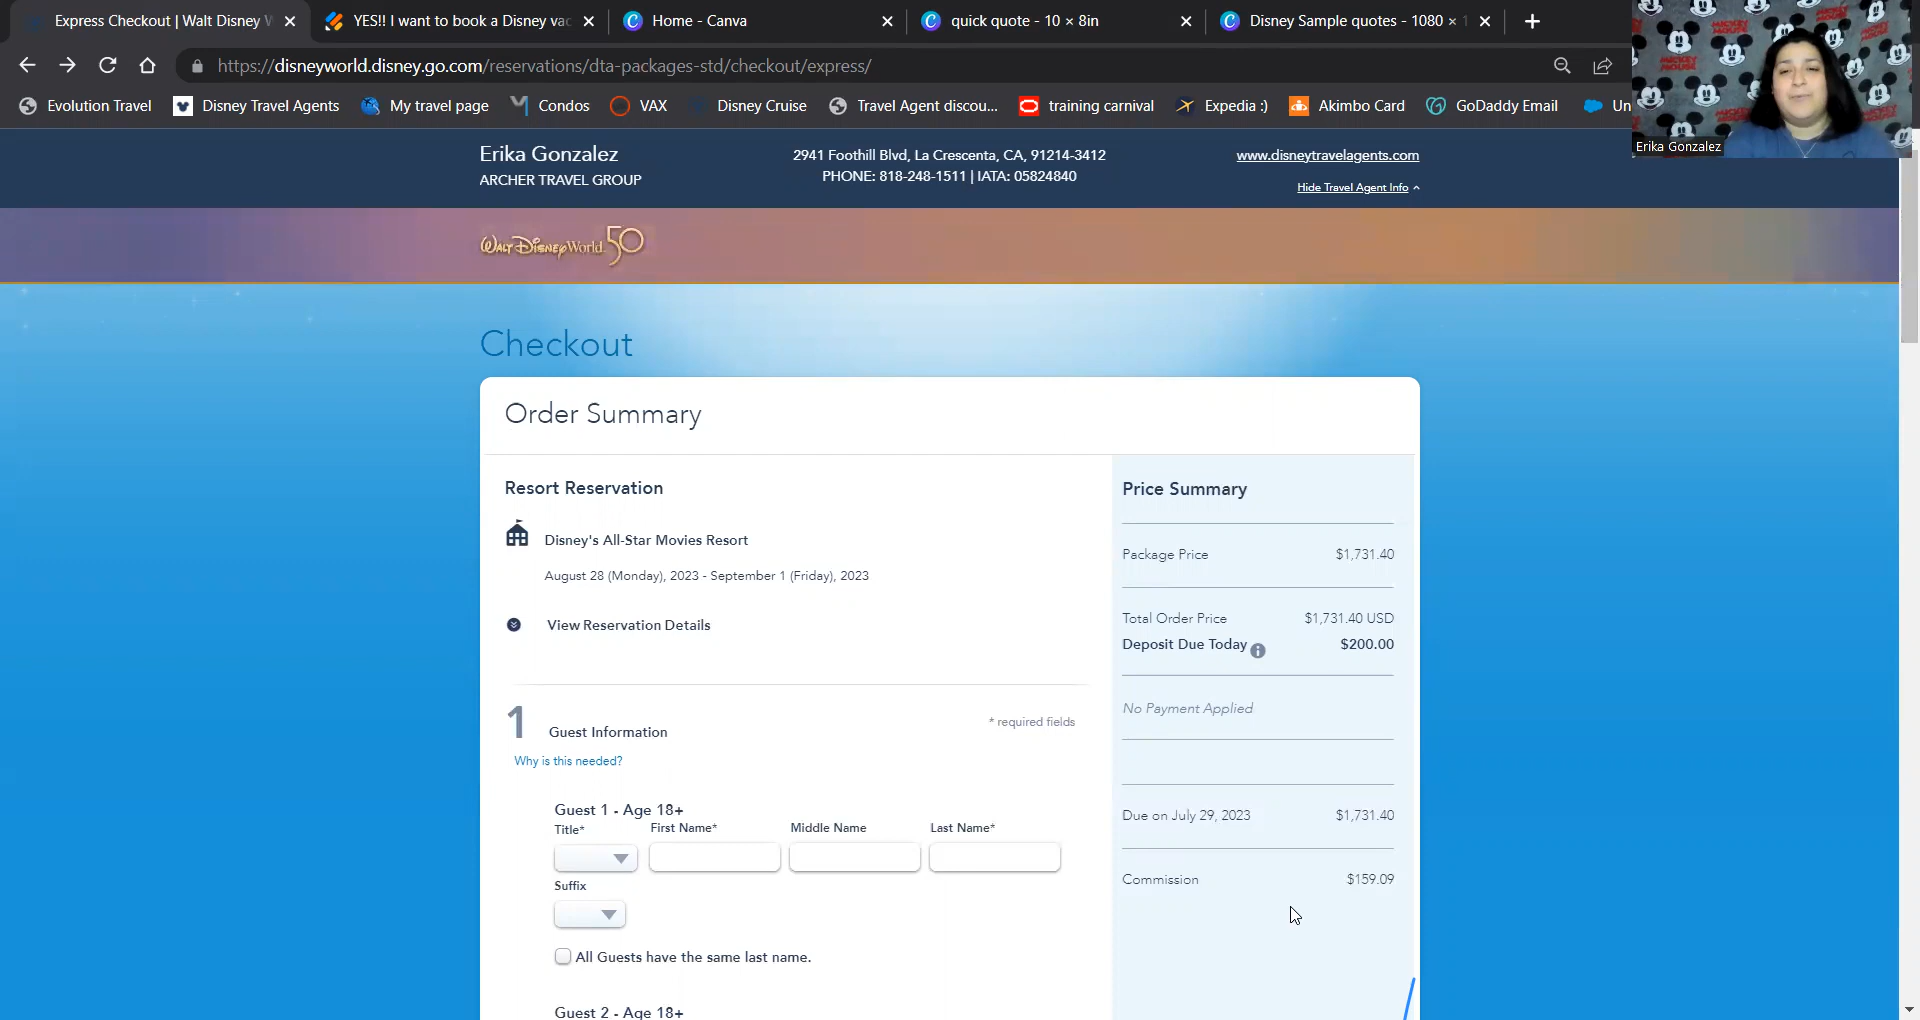 Express Checkout | Walt Disney W
YES!! I want to book a Disney vac
Home - Canva
quick quote - 10 × 8in
Disney Sample quotes - 1080 × 1
https://disneyworld.disney.go.com/reservations/dta-packages-std/checkout/express/
Evolution Travel
Disney Travel Agents
My travel page
Condos
VAX
Disney Cruise
Travel Agent discou...
training carnival
Expedia :)
Akimbo Card
GoDaddy Email
Un
Erika Gonzalez
Erika Gonzalez
ARCHER TRAVEL GROUP
2941 Foothill Blvd, La Crescenta, CA, 91214-3412
PHONE: 818-248-1511 | IATA: 05824840
www.disneytravelagents.com
Hide Travel Agent Info
Walt Disney World 50
Checkout
Order Summary
Resort Reservation
Disney's All-Star Movies Resort
August 28 (Monday), 2023 - September 1 (Friday), 2023
View Reservation Details
1 Guest Information
* required fields
Why is this needed?
Guest 1 - Age 18+
Title* First Name* Middle Name Last Name*
Suffix
All Guests have the same last name.
Guest 2 - Age 18+
Price Summary
Package Price $1,731.40
Total Order Price $1,731.40 USD
Deposit Due Today $200.00
No Payment Applied
Due on July 29, 2023 $1,731.40
Commission $159.09